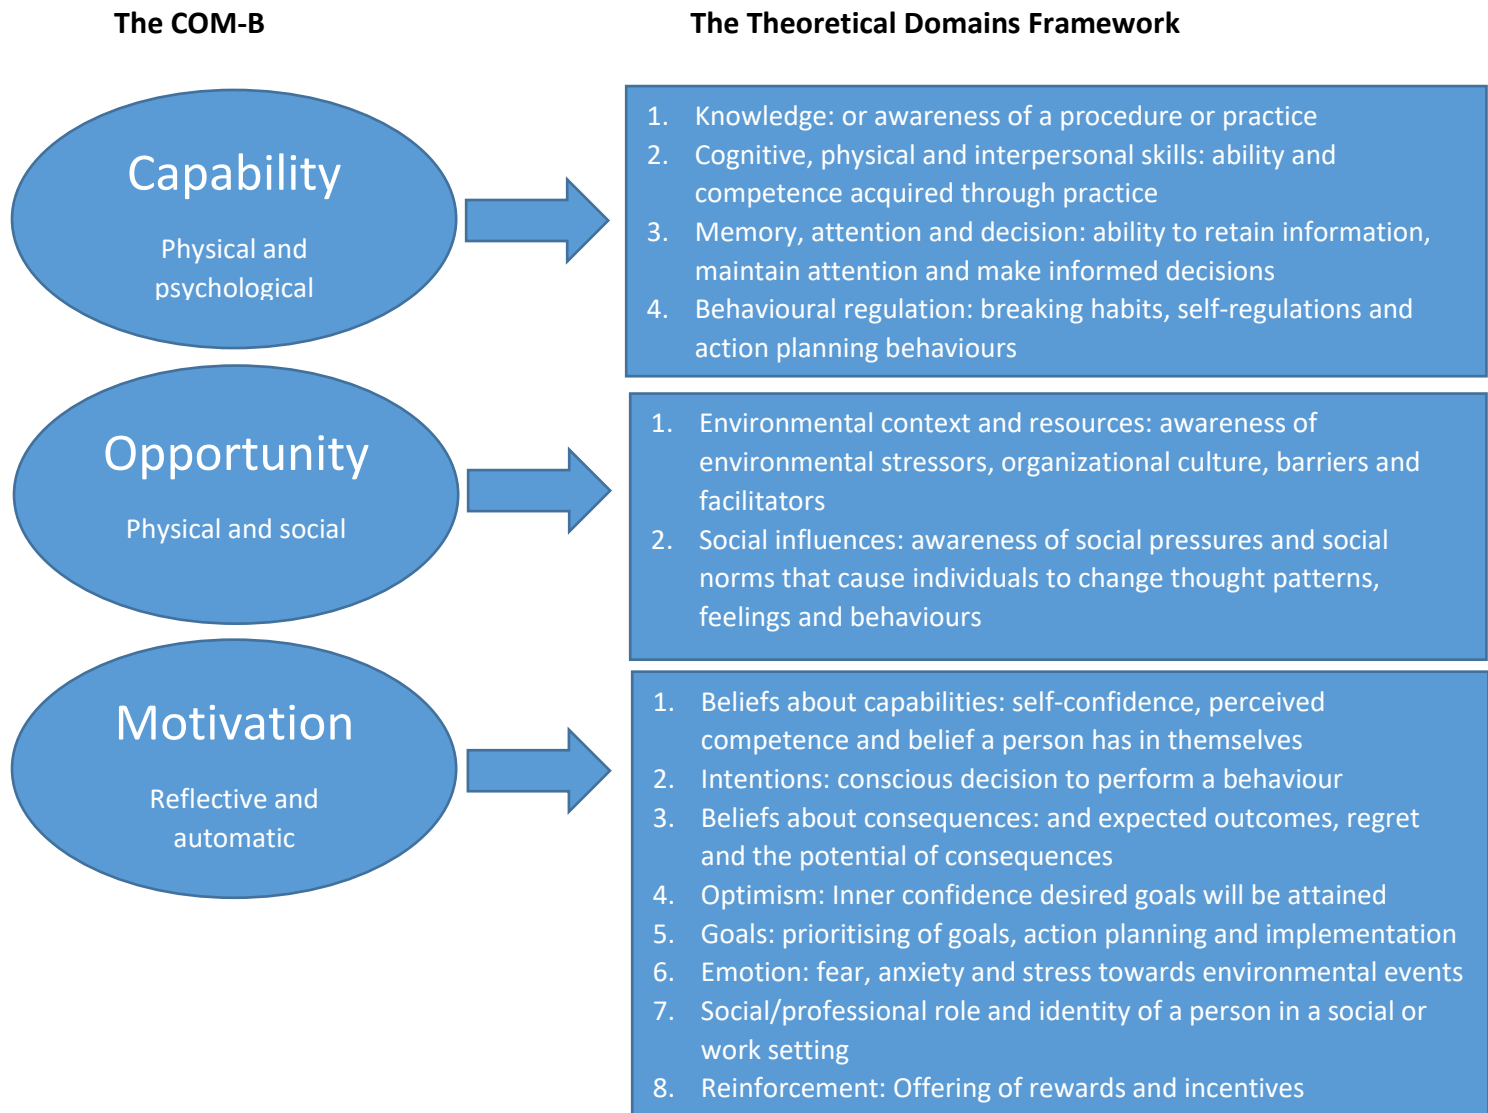 The COM-B
The Theoretical Domains Framework
Capability
Physical and
psychological
1. Knowledge: or awareness of a procedure or practice
2. Cognitive, physical and interpersonal skills: ability and
competence acquired through practice
3. Memory, attention and decision: ability to retain information,
maintain attention and make informed decisions
4. Behavioural regulation: breaking habits, self-regulations and
action planning behaviours
Opportunity
Physical and social
1. Environmental context and resources: awareness of
environmental stressors, organizational culture, barriers and
facilitators
2. Social influences: awareness of social pressures and social
norms that cause individuals to change thought patterns,
feelings and behaviours
Motivation
Reflective and
automatic
1. Beliefs about capabilities: self-confidence, perceived
competence and belief a person has in themselves
2. Intentions: conscious decision to perform a behaviour
3. Beliefs about consequences: and expected outcomes, regret
and the potential of consequences
4. Optimism: Inner confidence desired goals will be attained
5. Goals: prioritising of goals, action planning and implementation
6. Emotion: fear, anxiety and stress towards environmental events
7. Social/professional role and identity of a person in a social or
work setting
8. Reinforcement: Offering of rewards and incentives